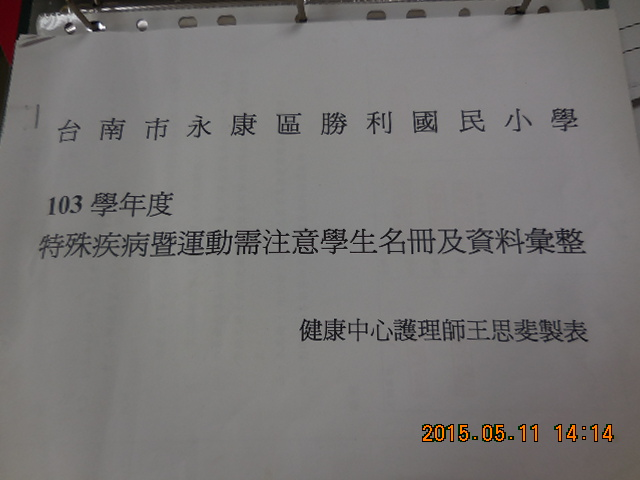 台南市永康區勝利國民小學
103 學年度
特殊疾病暨運動需注意學生名冊及資料彙整
健康中心護理師王思斐製表
2015.05.11 14:14